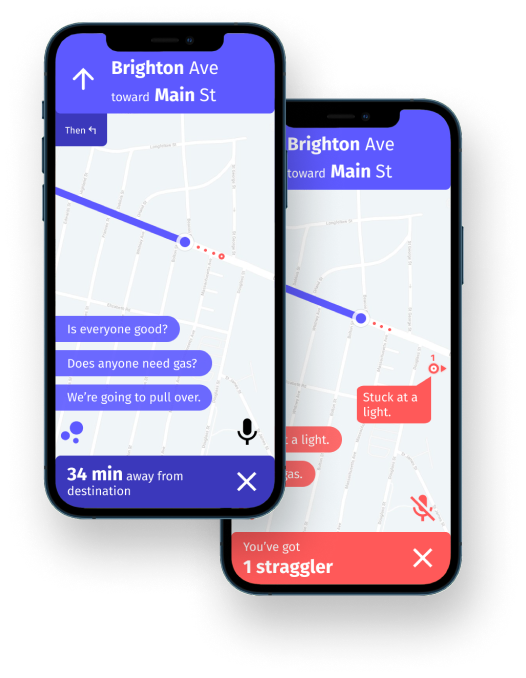 Brighton Ave
toward Main St
Then
Is everyone good?
Does anyone need gas?
We're going to pull over.
34 min away from
destination
Brighton Ave
toward Main St
1
Stuck at a
light.
t a light.
gas.
You've got
1 straggler